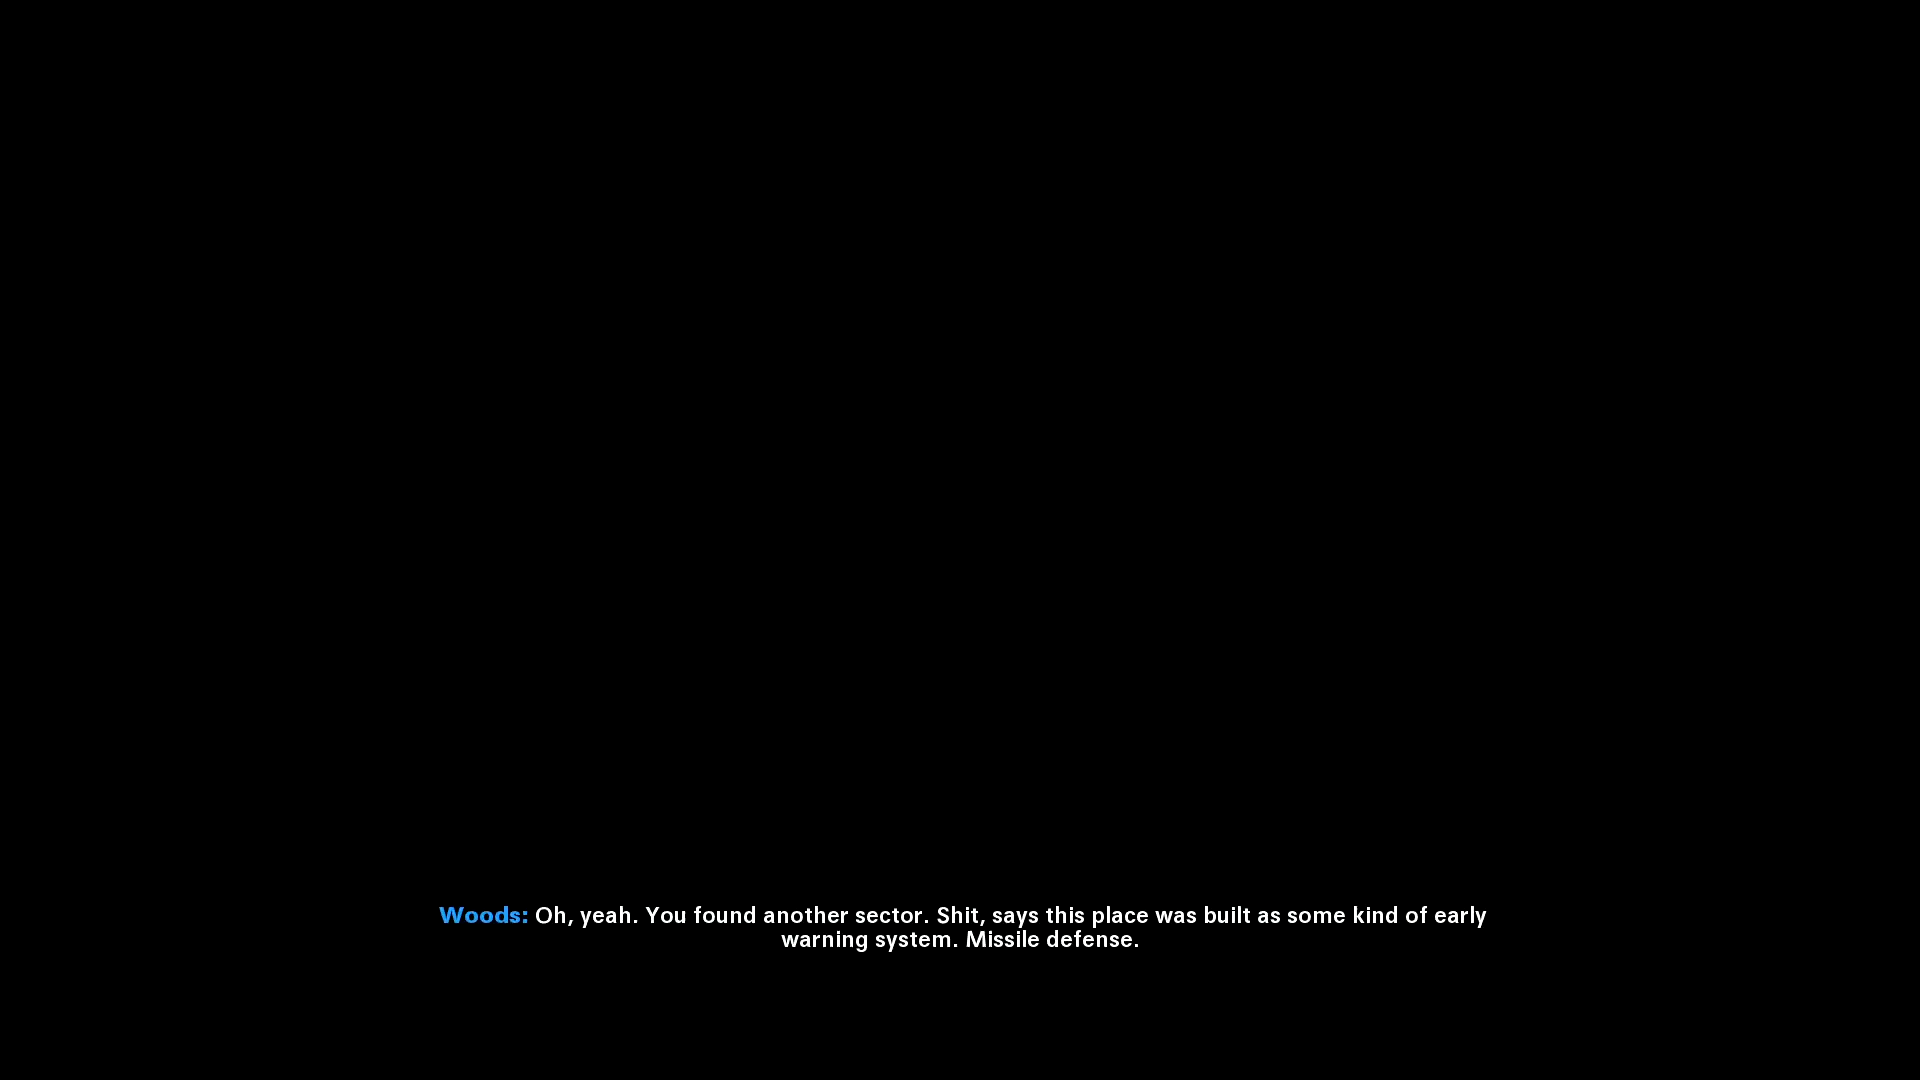 Woods: Oh, yeah. You found another sector. Shit, says this place was built as some kind of early
warning system. Missile defense.